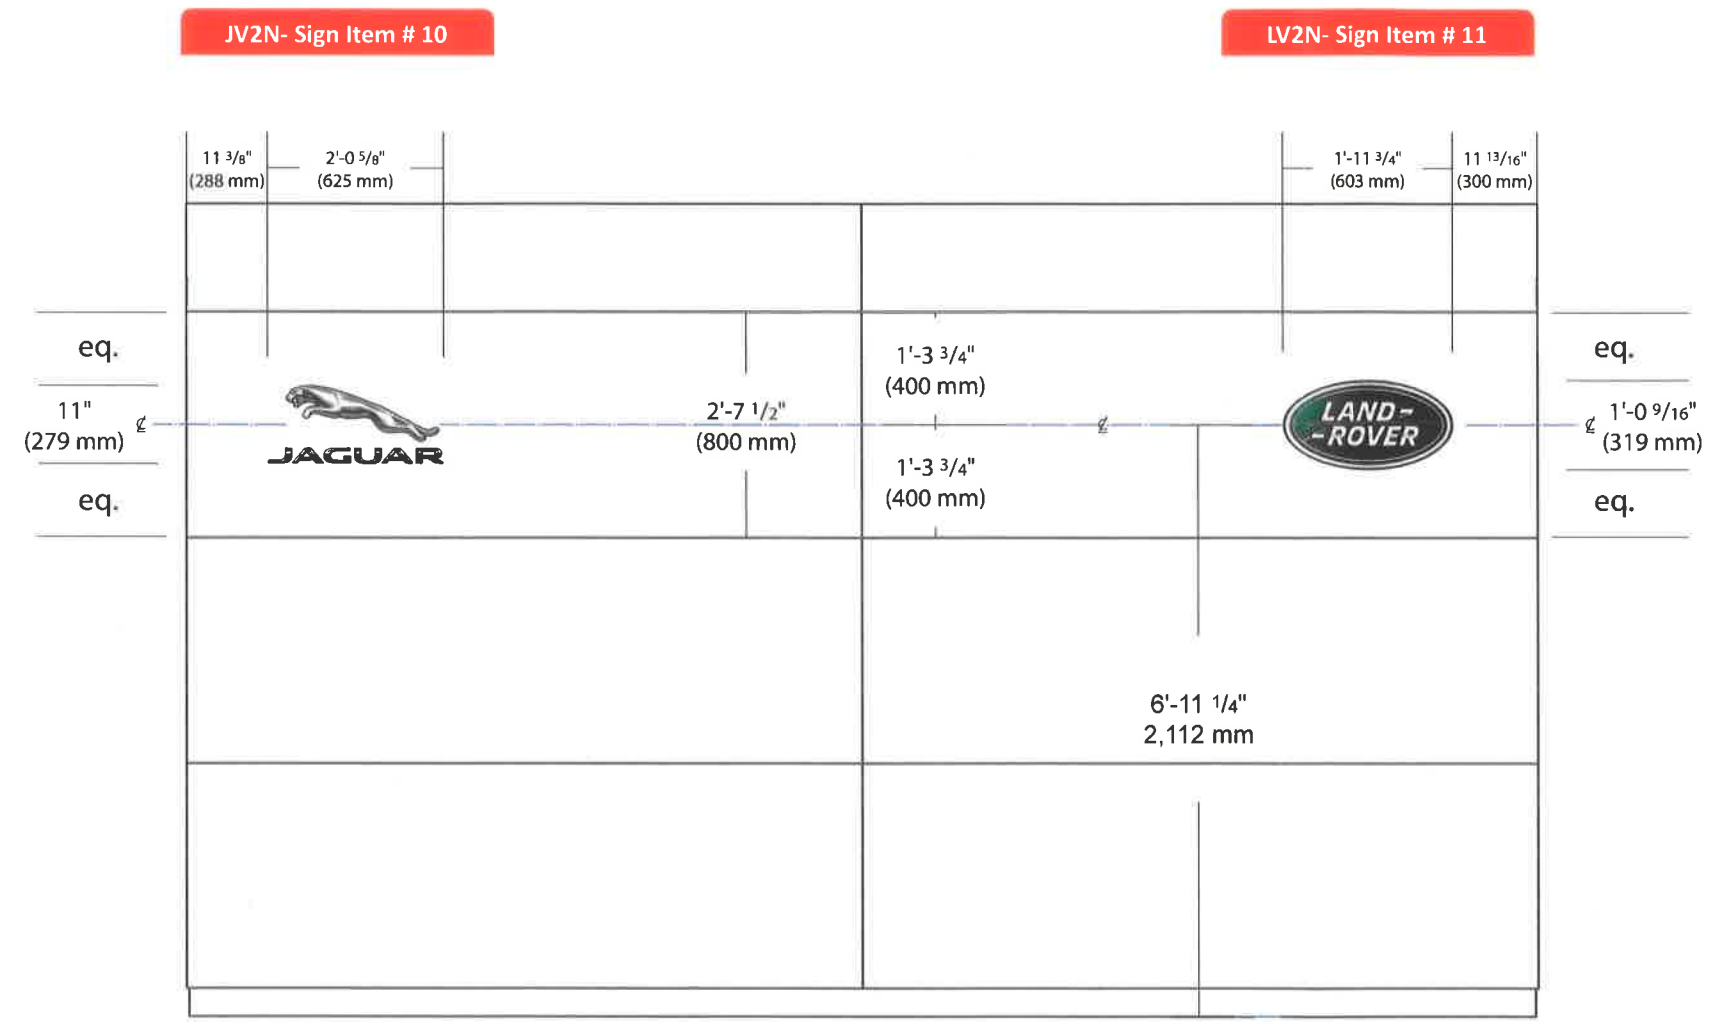 JV2N- Sign Item # 10
LV2N- Sign Item # 11
11 3/8"
(288 mm)
2'-0 5/8"
(625 mm)
1'-11 3/4"
(603 mm)
11 13/16"
(300 mm)
eq.
11"
(279 mm)
℄
eq.
JAGUAR
2'-7 1/2"
(800 mm)
1'-3 3/4"
(400 mm)
1'-3 3/4"
(400 mm)
℄
LAND-
-ROVER
eq.
℄
1'-0 9/16"
(319 mm)
eq.
6'-11 1/4"
2,112 mm